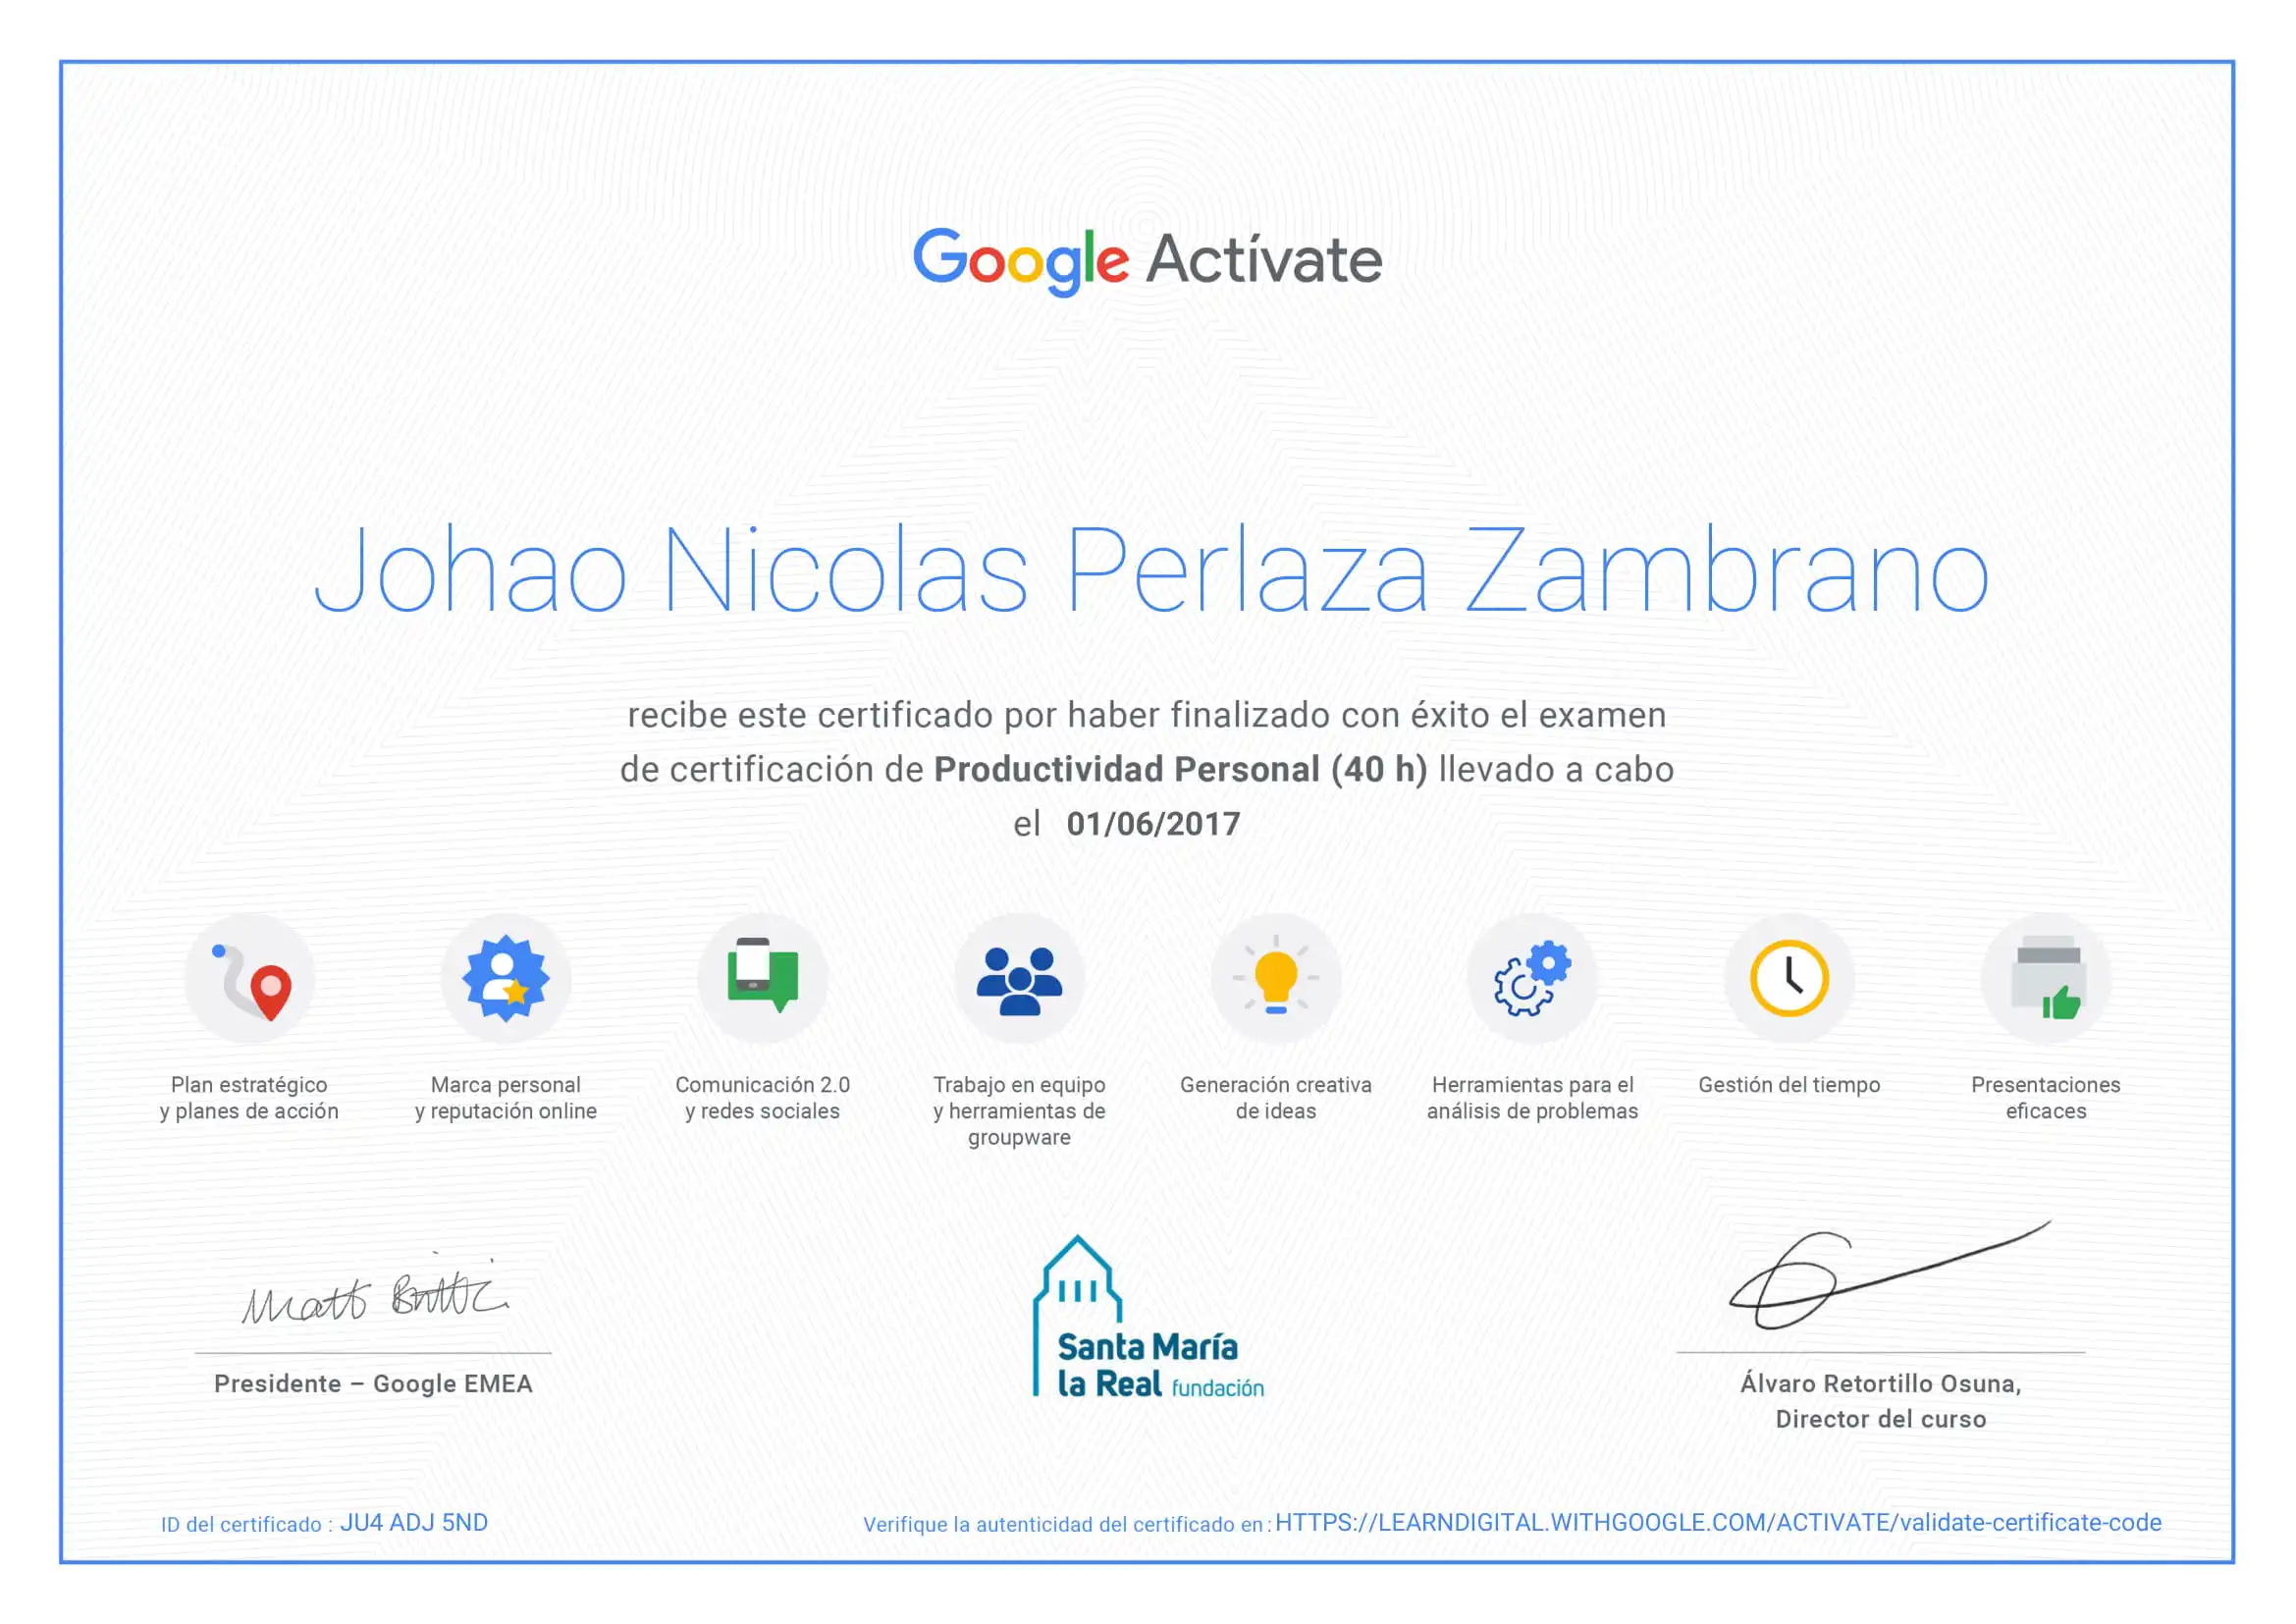 Google Actívate
Johao Nicolas Perlaza Zambrano
recibe este certificado por haber finalizado con éxito el examen
de certificación de Productividad Personal (40 h) llevado a cabo
el 01/06/2017
Plan estratégico
y planes de acción
Marca personal
y reputación online
Comunicación 2.0
y redes sociales
Trabajo en equipo
y herramientas de
groupware
Generación creativa
de ideas
Herramientas para el
análisis de problemas
Gestión del tiempo
Presentaciones
eficaces
Matt Brittin
Presidente – Google EMEA
Santa María
la Real fundación
Álvaro Retortillo Osuna,
Director del curso
ID del certificado : JU4 ADJ 5ND
Verifique la autenticidad del certificado en : HTTPS://LEARNDIGITAL.WITHGOOGLE.COM/ACTIVATE/validate-certificate-code